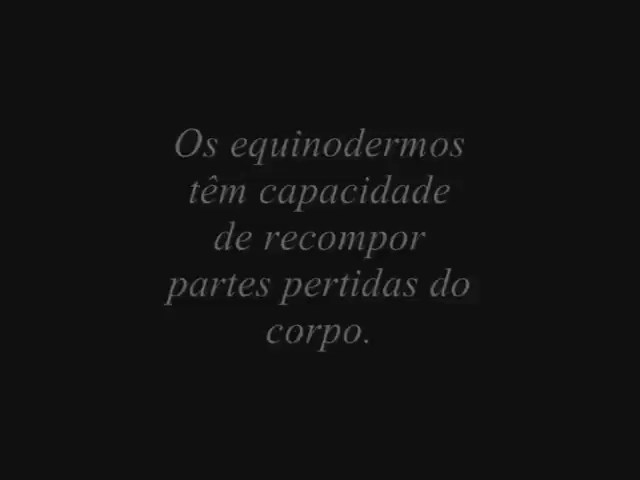 Os equinodermos
têm capacidade
de recompor
partes pertidas do
corpo.